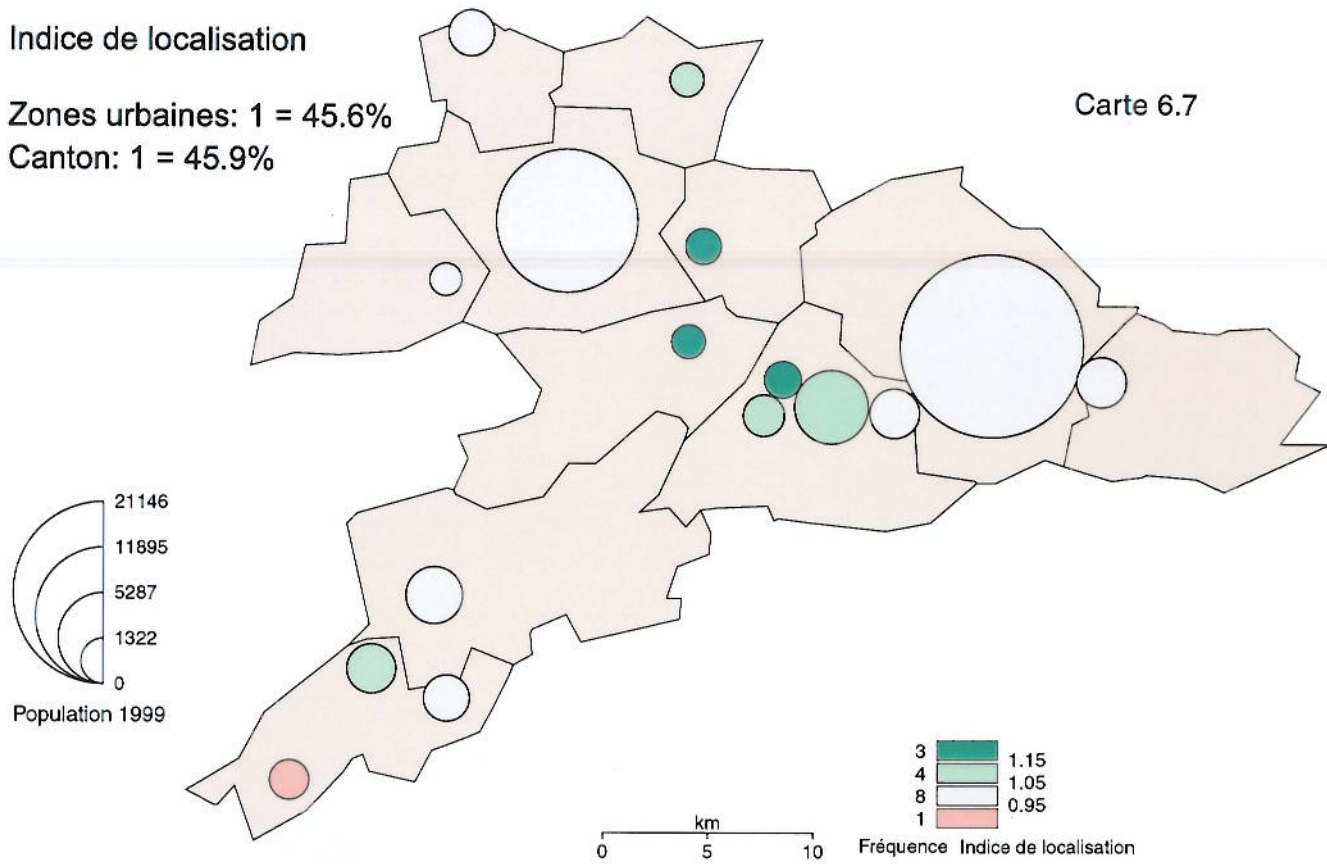 Indice de localisation
Zones urbaines: 1 = 45.6%
Canton: 1 = 45.9%
Carte 6.7
21146
11895
5287
1322
0
Population 1999
km
0 5 10
3
4
8
1
1.15
1.05
0.95
Fréquence Indice de localisation